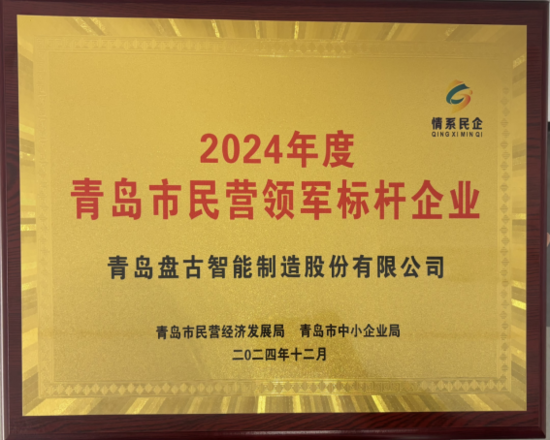 情系民企
QING XI MIN QI
2024年度
青岛市民营领军标杆企业
青岛盘古智能制造股份有限公司
青岛市民营经济发展局 青岛市中小企业局
二〇二四年十二月